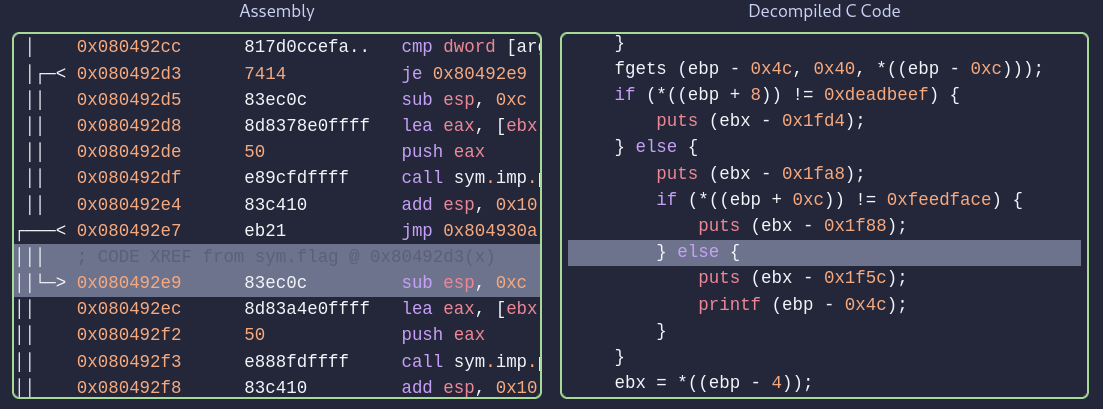 Assembly
0x080492cc 817d0ccefa.. cmp dword [ar
0x080492d3 7414 je 0x80492e9
0x080492d5 83ec0c sub esp, 0xc
0x080492d8 8d8378e0ffff lea eax, [ebx
0x080492de 50 push eax
0x080492df e89cfdffff call sym.imp.
0x080492e4 83c410 add esp, 0x10
0x080492e7 eb21 jmp 0x804930a
; CODE XREF from sym.flag @ 0x80492d3(x)
0x080492e9 83ec0c sub esp, 0xc
0x080492ec 8d83a4e0ffff lea eax, [ebx
0x080492f2 50 push eax
0x080492f3 e888fdffff call sym.imp.
0x080492f8 83c410 add esp, 0x10
Decompiled C Code
}
fgets (ebp - 0x4c, 0x40, *((ebp - 0xc)));
if (*((ebp + 8)) != 0xdeadbeef) {
puts (ebx - 0x1fd4);
} else {
puts (ebx - 0x1fa8);
if (*((ebp + 0xc)) != 0xfeedface) {
puts (ebx - 0x1f88);
} else {
puts (ebx - 0x1f5c);
printf (ebp - 0x4c);
}
}
ebx = *((ebp - 4));